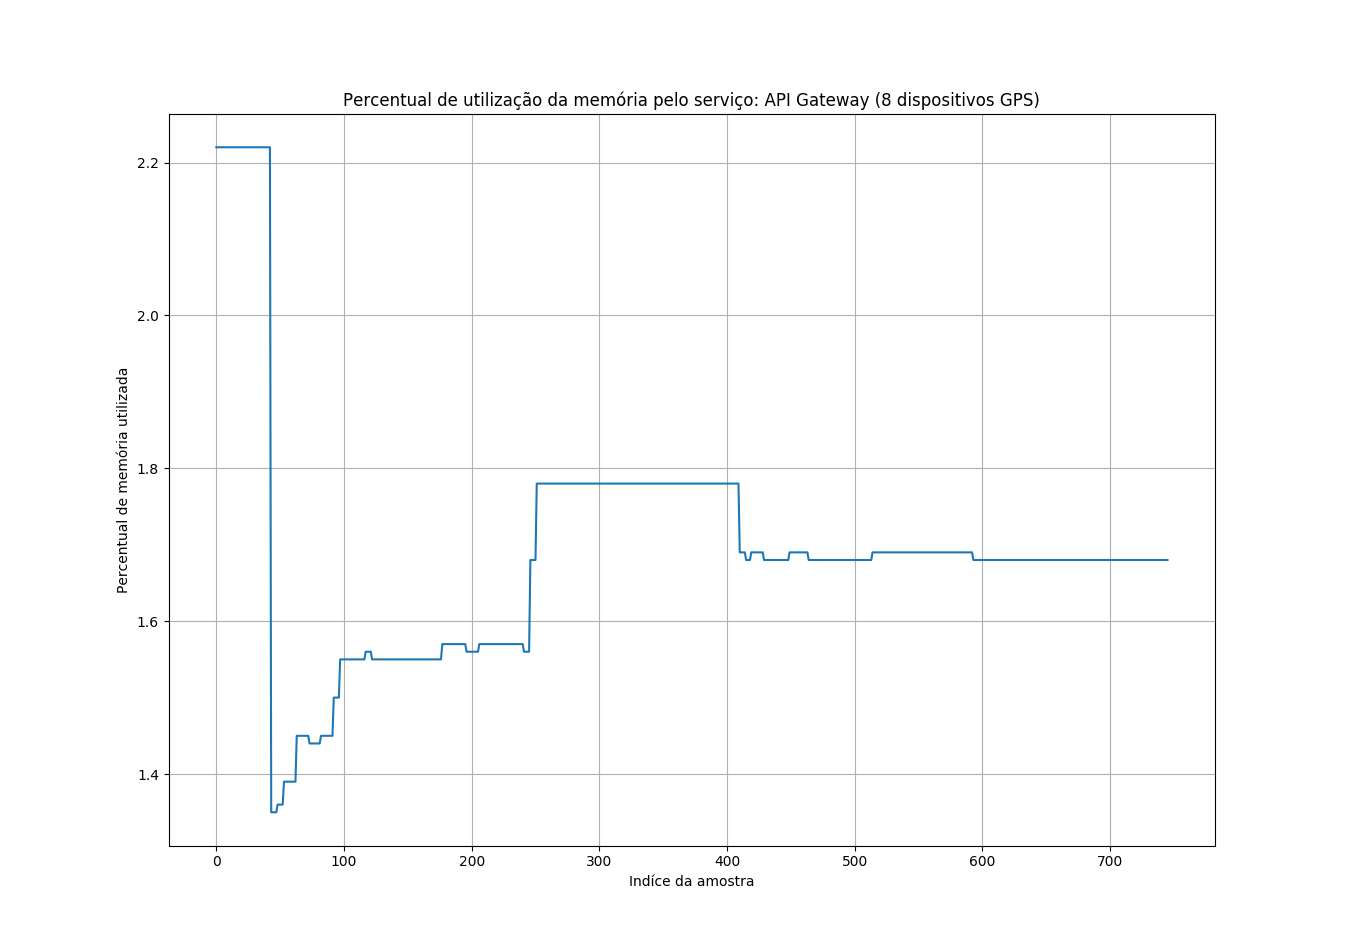 Percentual de utilização da memória pelo serviço: API Gateway (8 dispositivos GPS)
Percentual de memória utilizada
2.2
2.0
1.8
1.6
1.4
0 100 200 300 400 500 600 700
Indíce da amostra